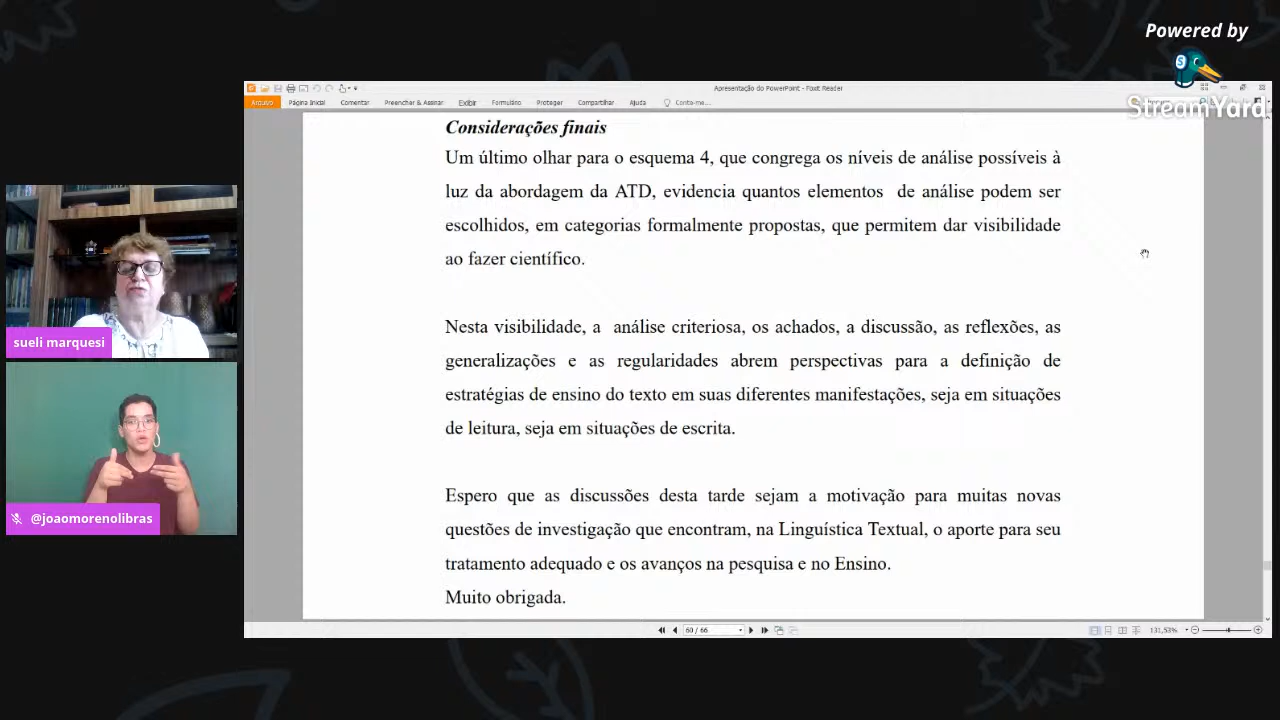 Powered by
StreamYard
Apresentação do PowerPoint - Foxit Reader
Arquivo Página Inicial Comentar Preencher & Assinar Exibir Formulário Proteger Compartilhar Ajuda Conta-me...
Considerações finais
Um último olhar para o esquema 4, que congrega os níveis de análise possíveis à
luz da abordagem da ATD, evidencia quantos elementos de análise podem ser
escolhidos, em categorias formalmente propostas, que permitem dar visibilidade
ao fazer científico.
Nesta visibilidade, a análise criteriosa, os achados, a discussão, as reflexões, as
generalizações e as regularidades abrem perspectivas para a definição de
estratégias de ensino do texto em suas diferentes manifestações, seja em situações
de leitura, seja em situações de escrita.
Espero que as discussões desta tarde sejam a motivação para muitas novas
questões de investigação que encontram, na Linguística Textual, o aporte para seu
tratamento adequado e os avanços na pesquisa e no Ensino.
Muito obrigada.
sueli marquesi
@joaomorenolibras
60 / 66
131,53%